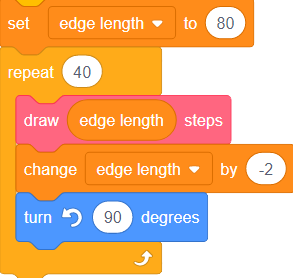 set edge length to 80
repeat 40
draw edge length steps
change edge length by -2
turn 90 degrees